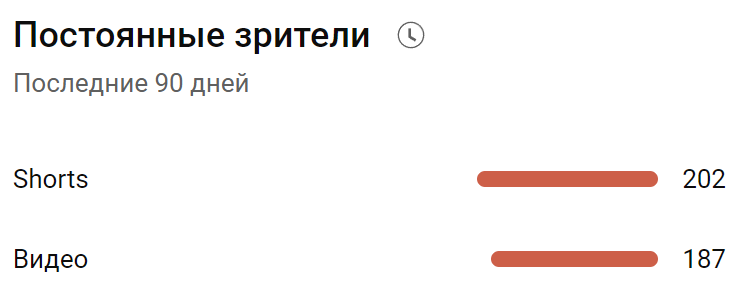 Постоянные зрители
Последние 90 дней
Shorts 202
Видео 187